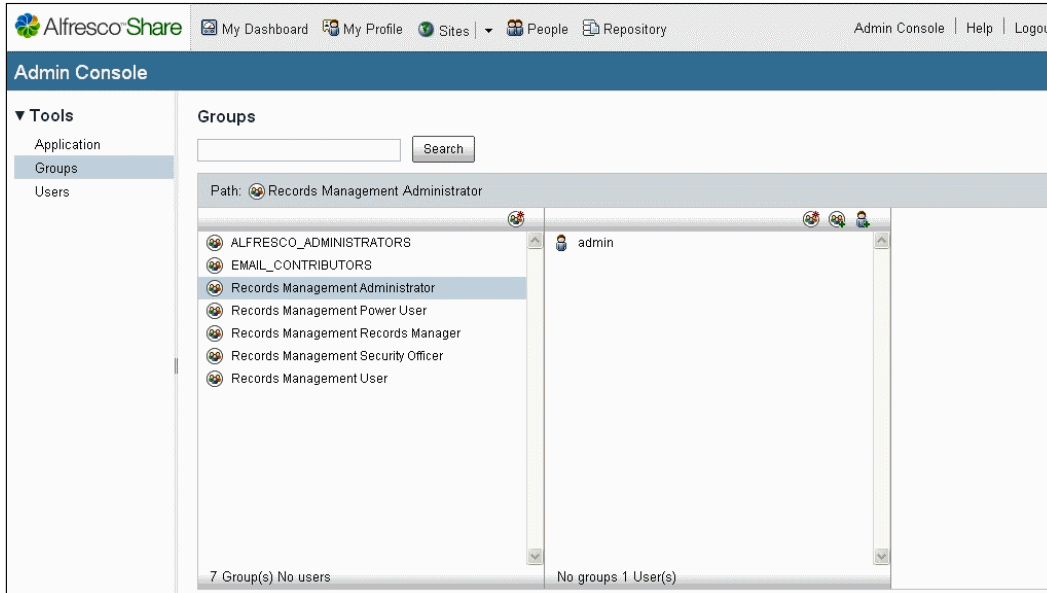 Alfresco Share My Dashboard My Profile Sites People Repository Admin Console Help Logou
Admin Console
Tools
Application
Groups
Users
Groups
Search
Path: Records Management Administrator
ALFRESCO_ADMINISTRATORS
EMAIL_CONTRIBUTORS
Records Management Administrator
Records Management Power User
Records Management Records Manager
Records Management Security Officer
Records Management User
7 Group(s) No users
admin
No groups 1 User(s)